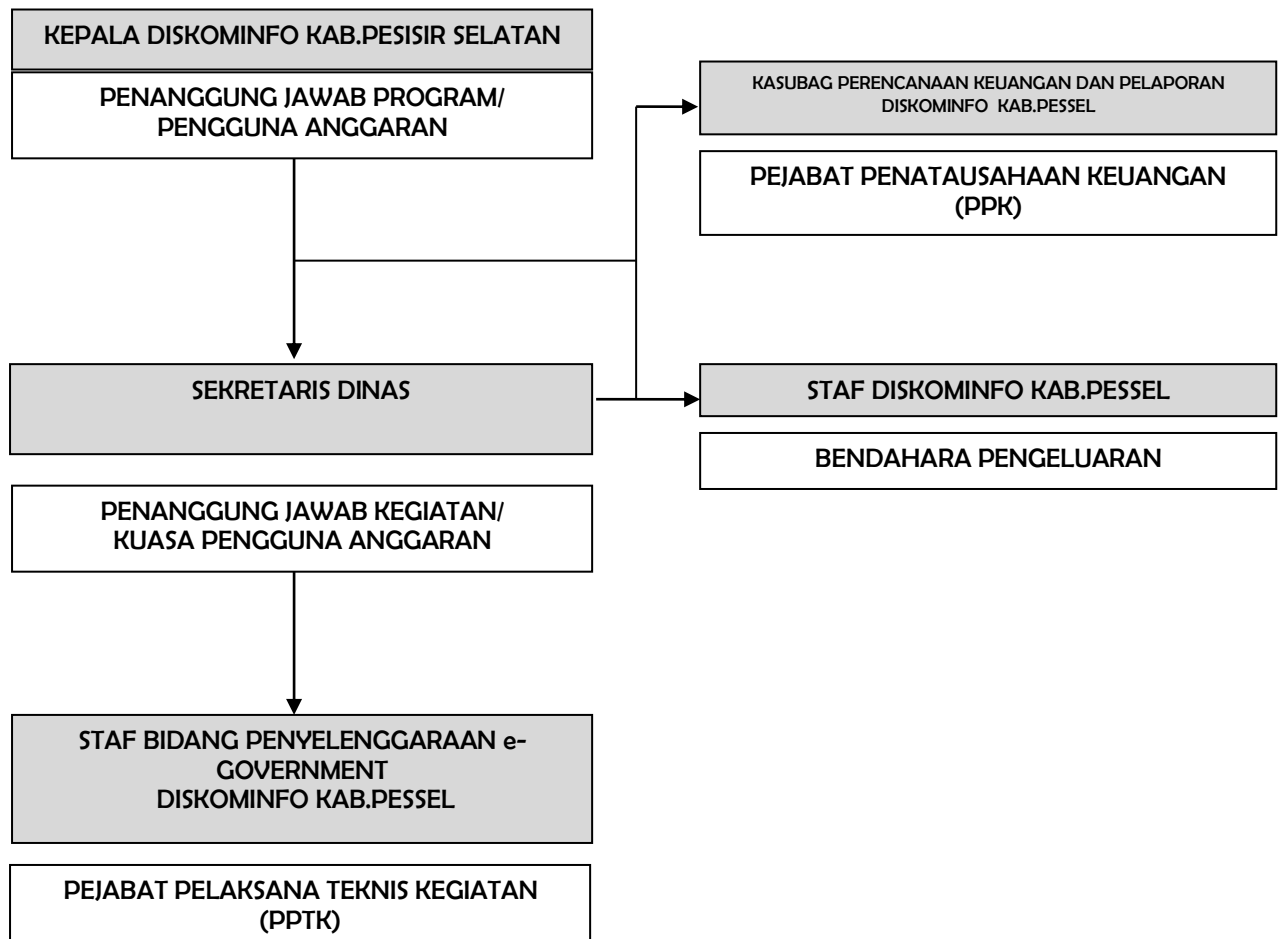 KEPALA DISKOMINFO KAB.PESISIR SELATAN
PENANGGUNG JAWAB PROGRAM/
PENGGUNA ANGGARAN
KASUBAG PERENCANAAN KEUANGAN DAN PELAPORAN
DISKOMINFO KAB.PESSEL
PEJABAT PENATAUSAHAAN KEUANGAN
(PPK)
SEKRETARIS DINAS
STAF DISKOMINFO KAB.PESSEL
BENDAHARA PENGELUARAN
PENANGGUNG JAWAB KEGIATAN/
KUASA PENGGUNA ANGGARAN
STAF BIDANG PENYELENGGARAAN e-
GOVERNMENT
DISKOMINFO KAB.PESSEL
PEJABAT PELAKSANA TEKNIS KEGIATAN
(PPTK)